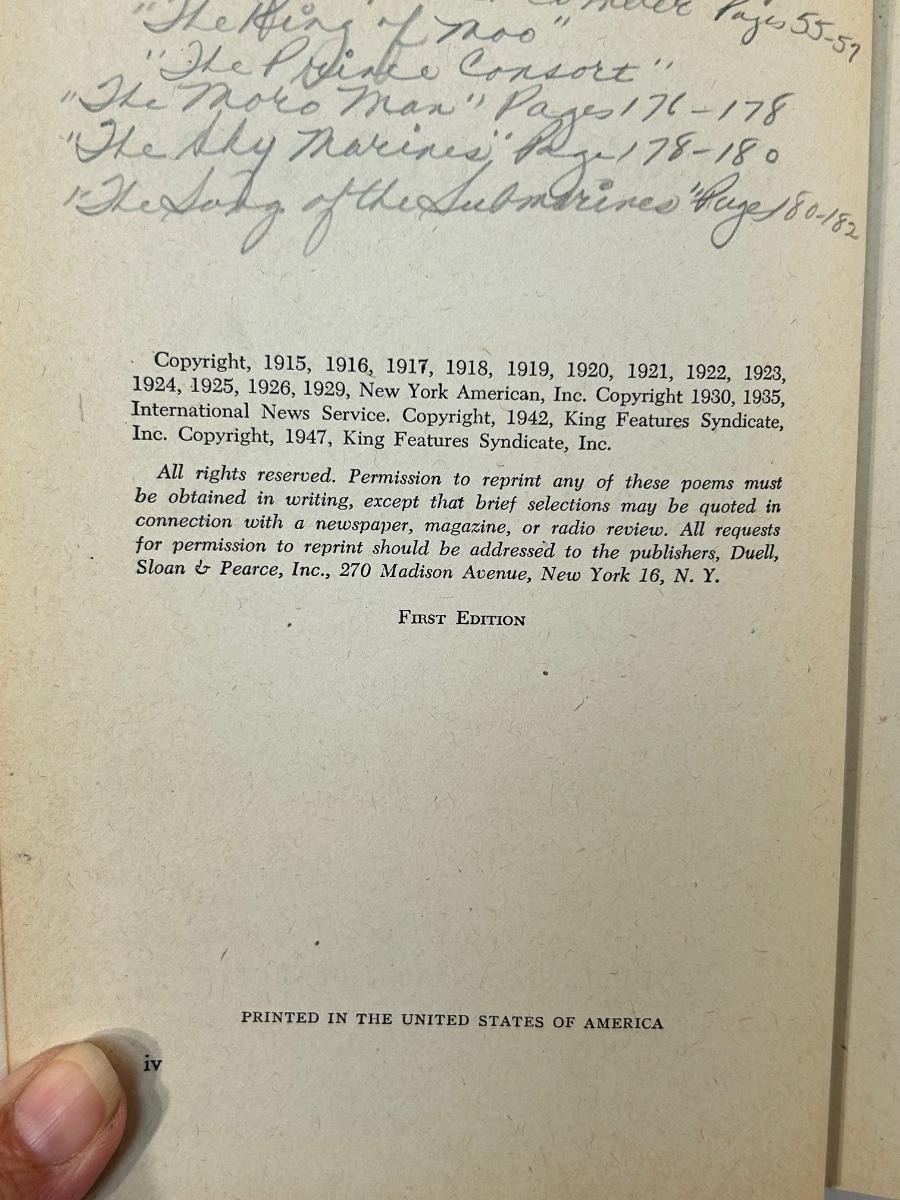 Pages 55-57
"The King of Moo"
"The Prince Consort"
"The Moro Man" Pages 176-178
"The Sky Marines" Page 178-180
"The Song of the Submarines" Page 180-182
Copyright, 1915, 1916, 1917, 1918, 1919, 1920, 1921, 1922, 1923,
1924, 1925, 1926, 1929, New York American, Inc. Copyright 1930, 1935,
International News Service. Copyright, 1942, King Features Syndicate,
Inc. Copyright, 1947, King Features Syndicate, Inc.
All rights reserved. Permission to reprint any of these poems must
be obtained in writing, except that brief selections may be quoted in
connection with a newspaper, magazine, or radio review. All requests
for permission to reprint should be addressed to the publishers, Duell,
Sloan & Pearce, Inc., 270 Madison Avenue, New York 16, N. Y.
First Edition
PRINTED IN THE UNITED STATES OF AMERICA
iv